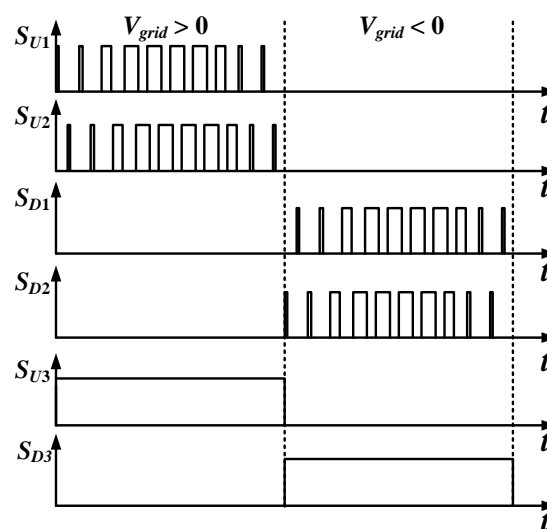 V_grid > 0 V_grid < 0
S_U1
t
S_U2
t
S_D1
t
S_D2
t
S_U3
t
S_D3
t